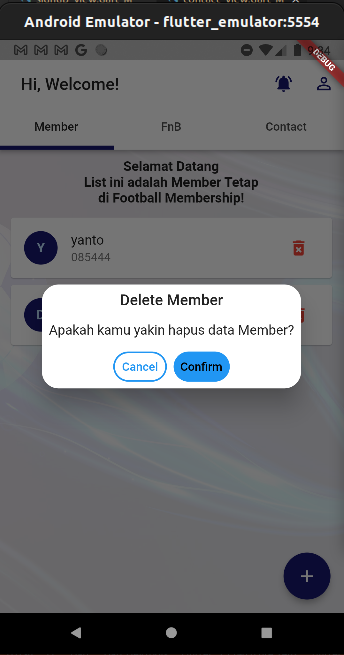 Android Emulator - flutter_emulator:5554
DEBUG
Hi, Welcome!
Member
FnB
Contact
Selamat Datang
List ini adalah Member Tetap
di Football Membership!
Y
yanto
085444
Delete Member
Apakah kamu yakin hapus data Member?
Cancel
Confirm